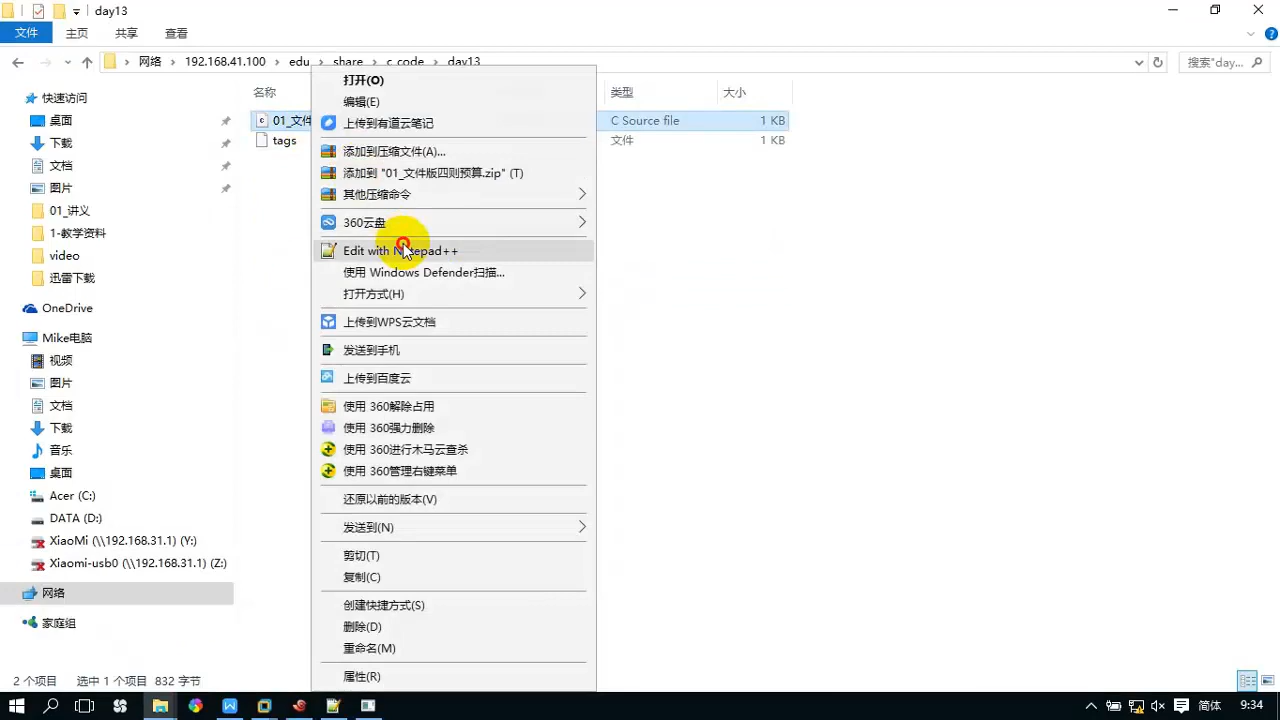 day13
文件
主页
共享
查看
网络
192.168.41.100
edu
share
c_code
day13
搜索"day...
快速访问
桌面
下载
文档
图片
01_讲义
1-教学资料
video
迅雷下载
OneDrive
Mike电脑
视频
图片
文档
下载
音乐
桌面
Acer (C:)
DATA (D:)
XiaoMi (\\192.168.31.1) (Y:)
Xiaomi-usb0 (\\192.168.31.1) (Z:)
网络
家庭组
名称
类型
大小
01_文件
C Source file
1 KB
tags
文件
1 KB
打开(O)
编辑(E)
上传到有道云笔记
添加到压缩文件(A)...
添加到 "01_文件版四则预算.zip" (T)
其他压缩命令
360云盘
Edit with Notepad++
使用 Windows Defender扫描...
打开方式(H)
上传到WPS云文档
发送到手机
上传到百度云
使用 360解除占用
使用 360强力删除
使用 360进行木马云查杀
使用 360管理右键菜单
还原以前的版本(V)
发送到(N)
剪切(T)
复制(C)
创建快捷方式(S)
删除(D)
重命名(M)
属性(R)
2 个项目
选中 1 个项目 832 字节
简体
9:34